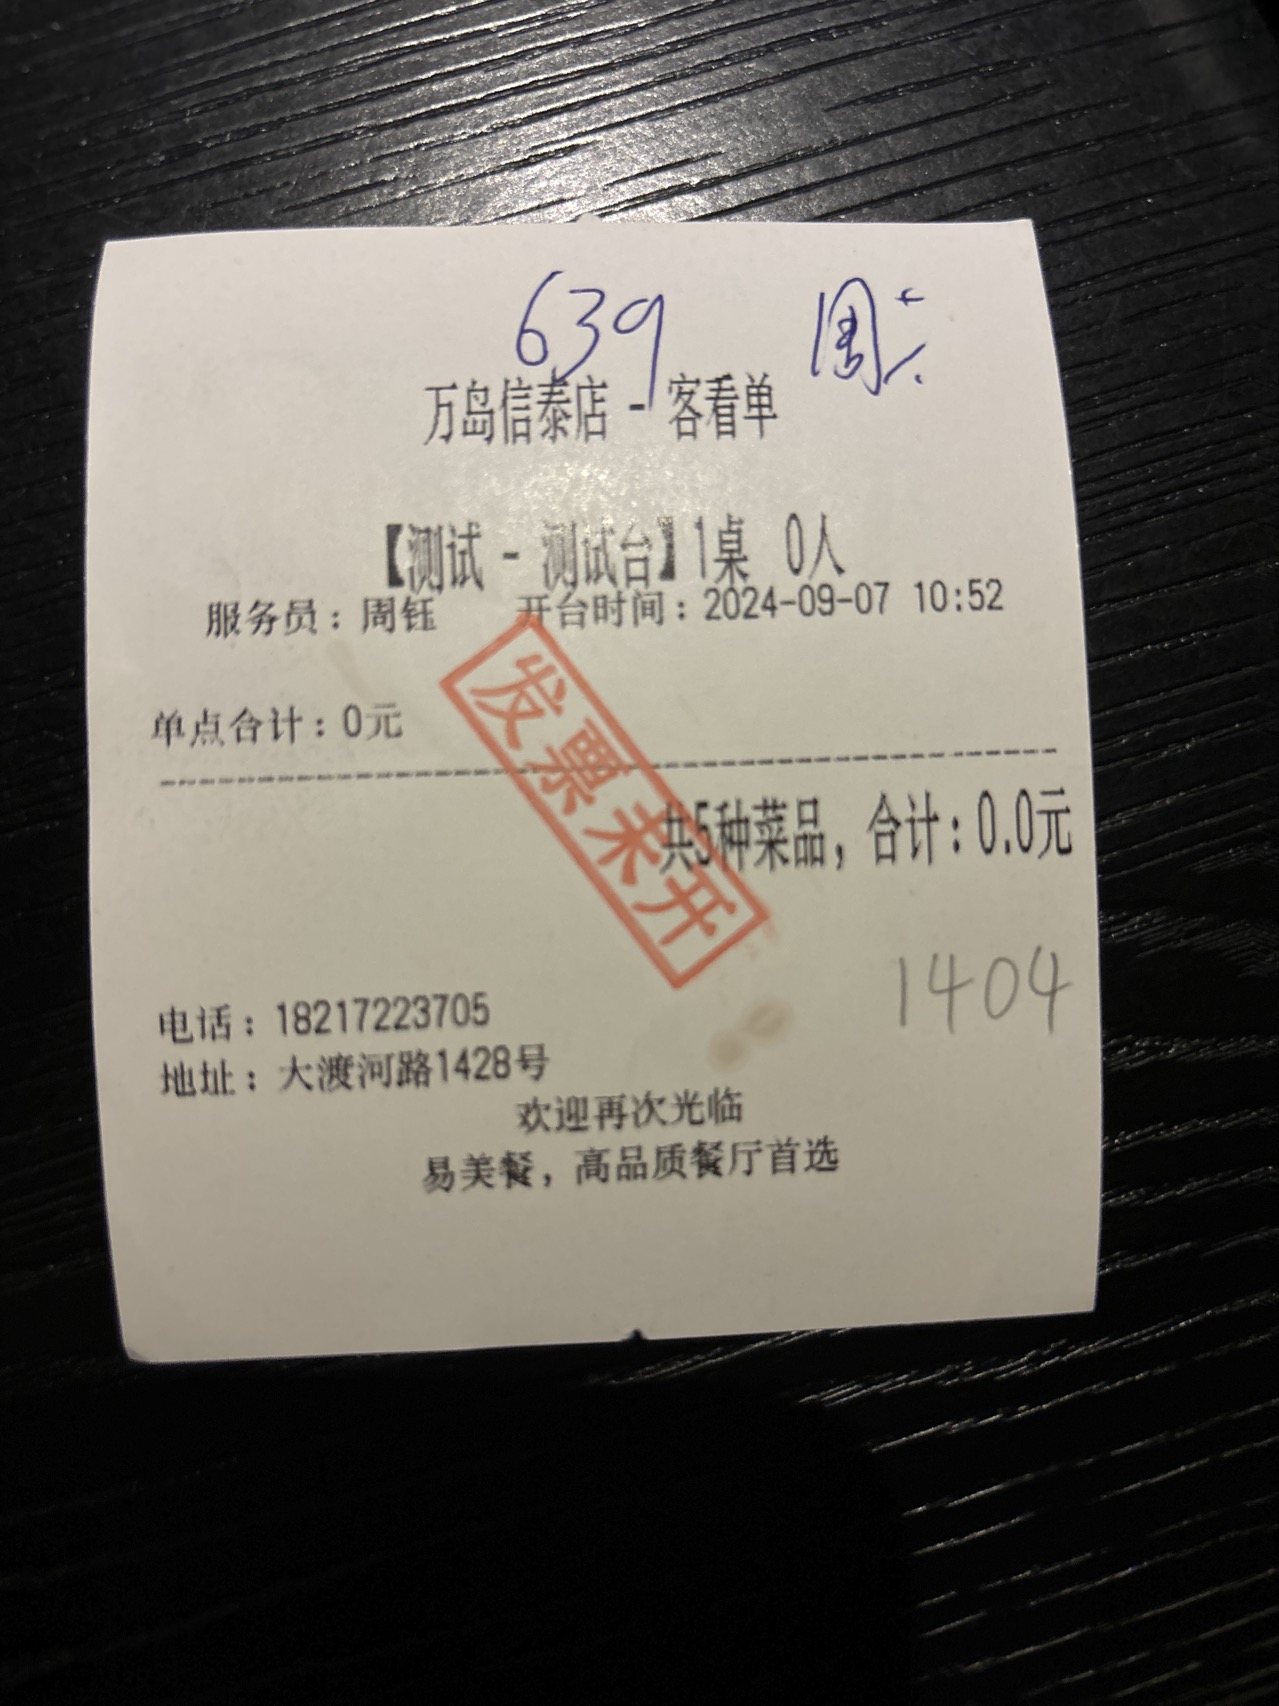 639 周
万岛信泰店 - 客看单
【测试 - 测试台】1桌 0人
服务员：周钰 开台时间：2024-09-07 10:52
单点合计：0元
发票未开
共5种菜品，合计：0.0元
1404
电话：18217223705
地址：大渡河路1428号
欢迎再次光临
易美餐，高品质餐厅首选